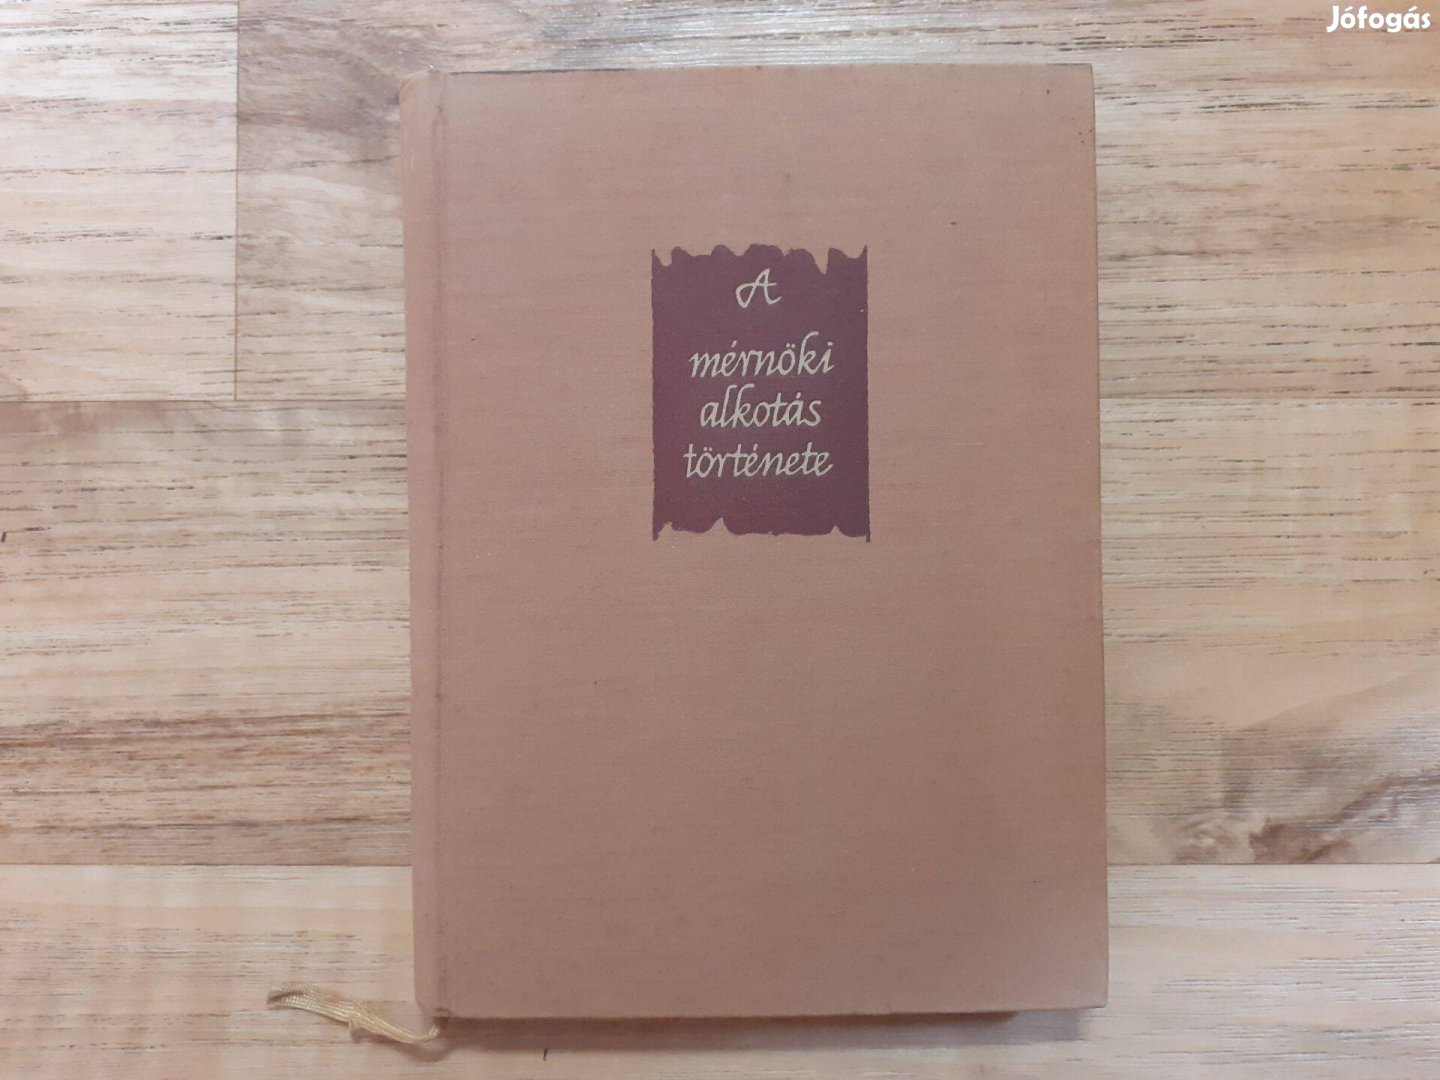 Jófogás
A
mérnöki
alkotás
története